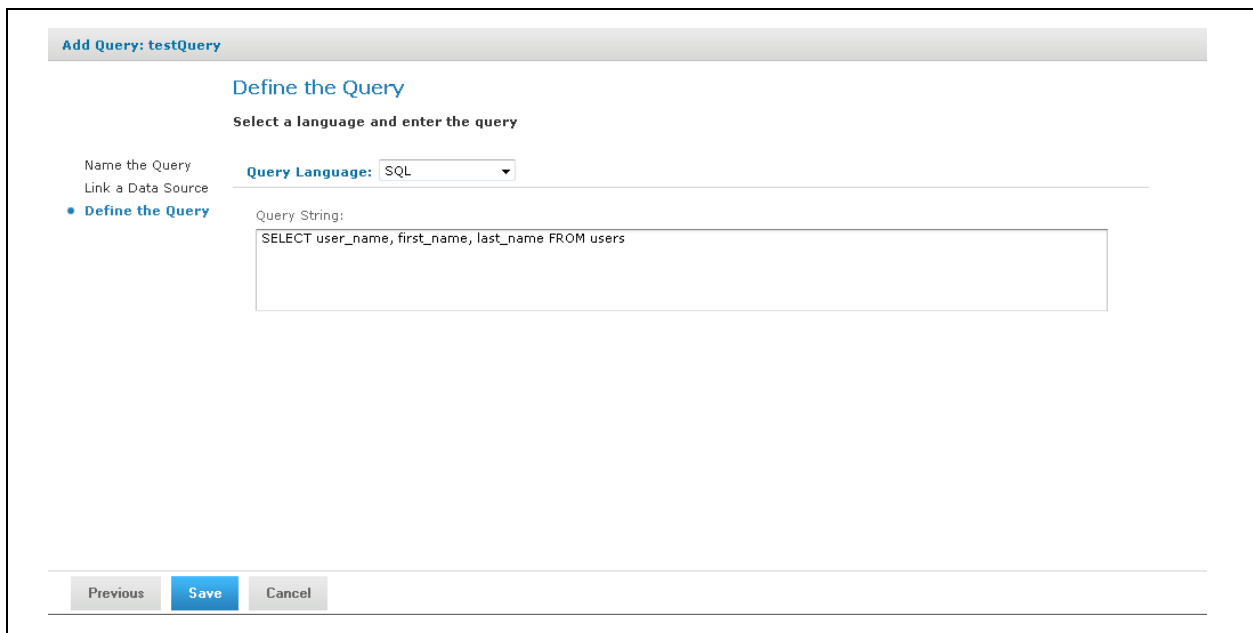 Add Query: testQuery
Define the Query
Select a language and enter the query
Name the Query
Link a Data Source
Define the Query
Query Language: SQL
Query String:
SELECT user_name, first_name, last_name FROM users
Previous Save Cancel